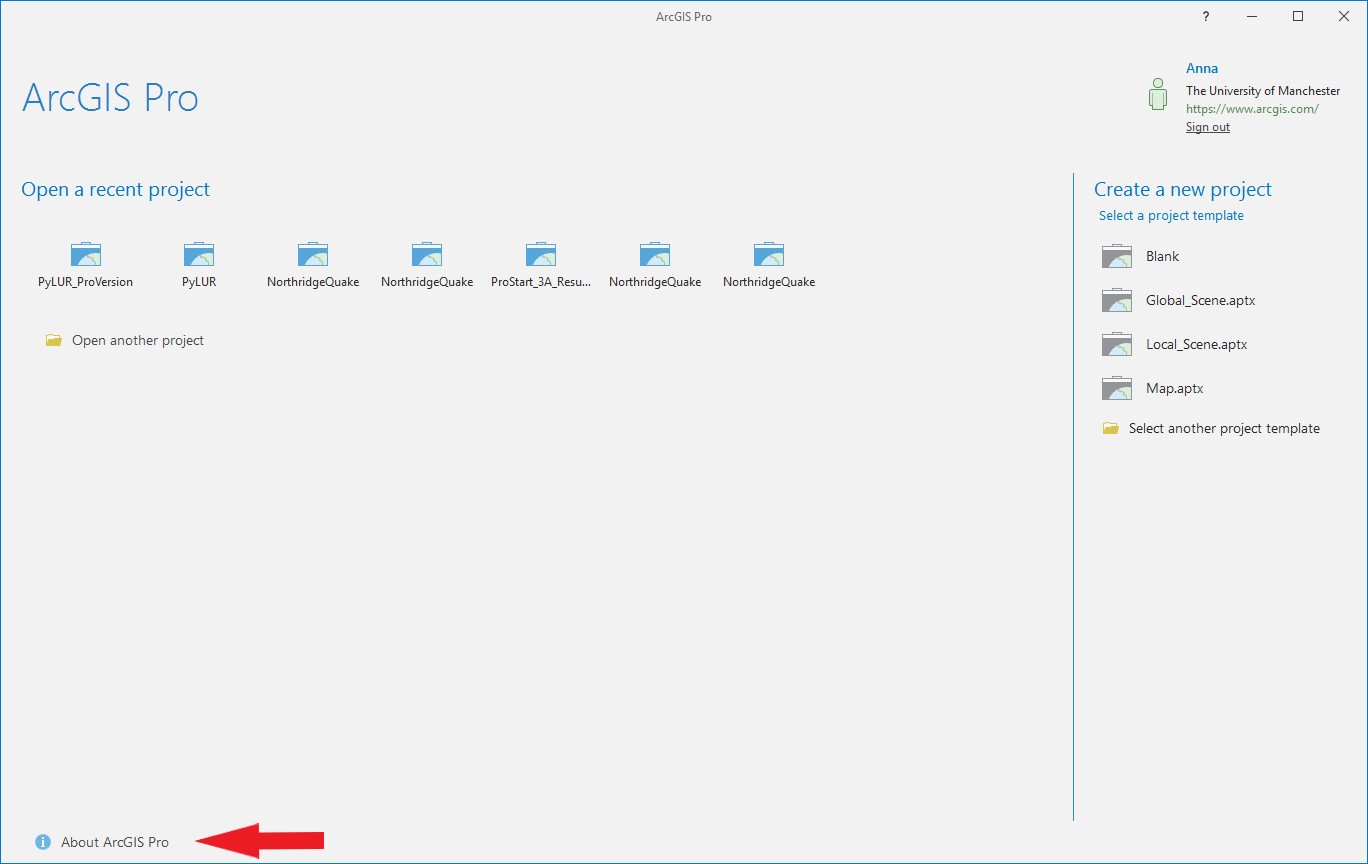 ArcGIS Pro
?
ArcGIS Pro
Anna
The University of Manchester
https://www.arcgis.com/
Sign out
Open a recent project
PyLUR_ProVersion
PyLUR
NorthridgeQuake
NorthridgeQuake
ProStart_3A_Resu...
NorthridgeQuake
NorthridgeQuake
Open another project
Create a new project
Select a project template
Blank
Global_Scene.aptx
Local_Scene.aptx
Map.aptx
Select another project template
i About ArcGIS Pro